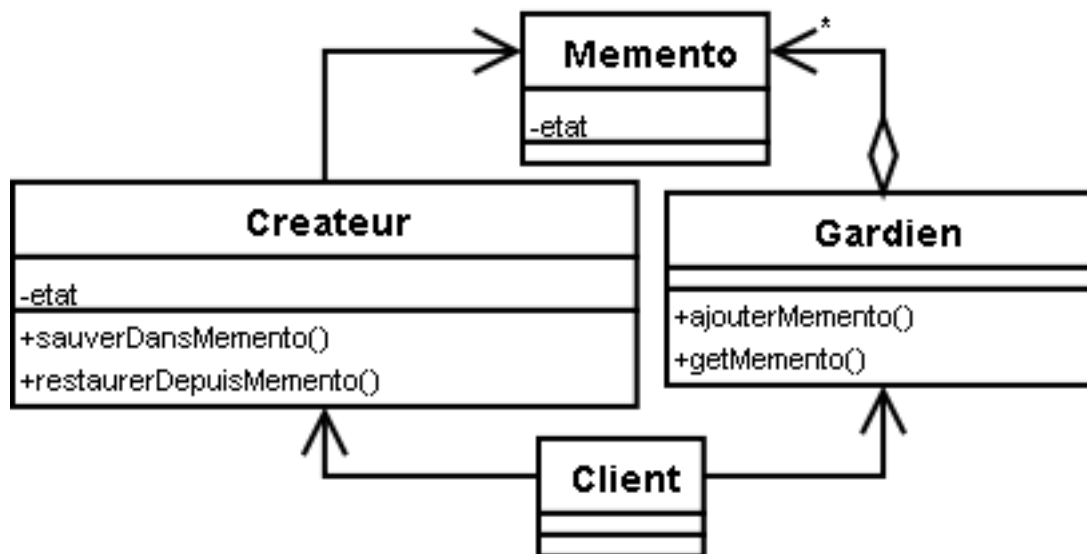 Memento
*
-etat
Createur
-etat
+sauverDansMemento()
+restaurerDepuisMemento()
Gardien
+ajouterMemento()
+getMemento()
Client